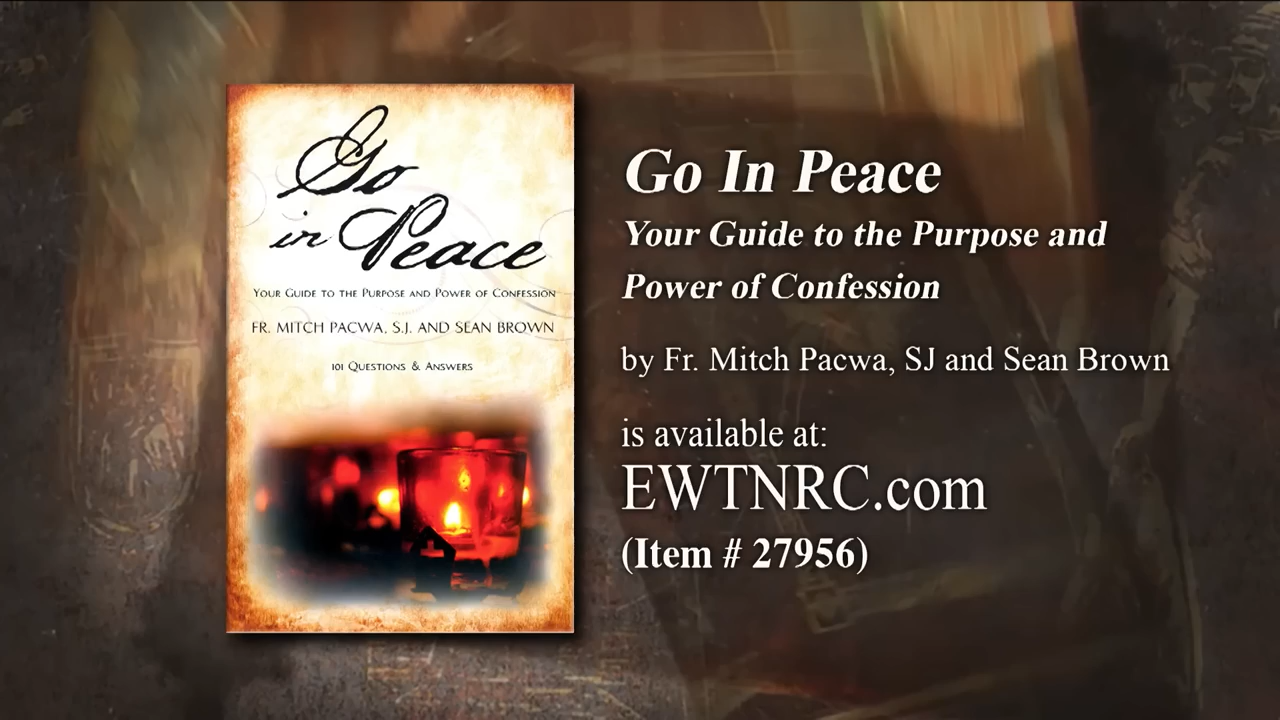 Go
in Peace
YOUR GUIDE TO THE PURPOSE AND POWER OF CONFESSION
FR. MITCH PACWA, S.J. AND SEAN BROWN
101 QUESTIONS & ANSWERS
Go In Peace
Your Guide to the Purpose and
Power of Confession
by Fr. Mitch Pacwa, SJ and Sean Brown
is available at:
EWTNRC.com
(Item # 27956)